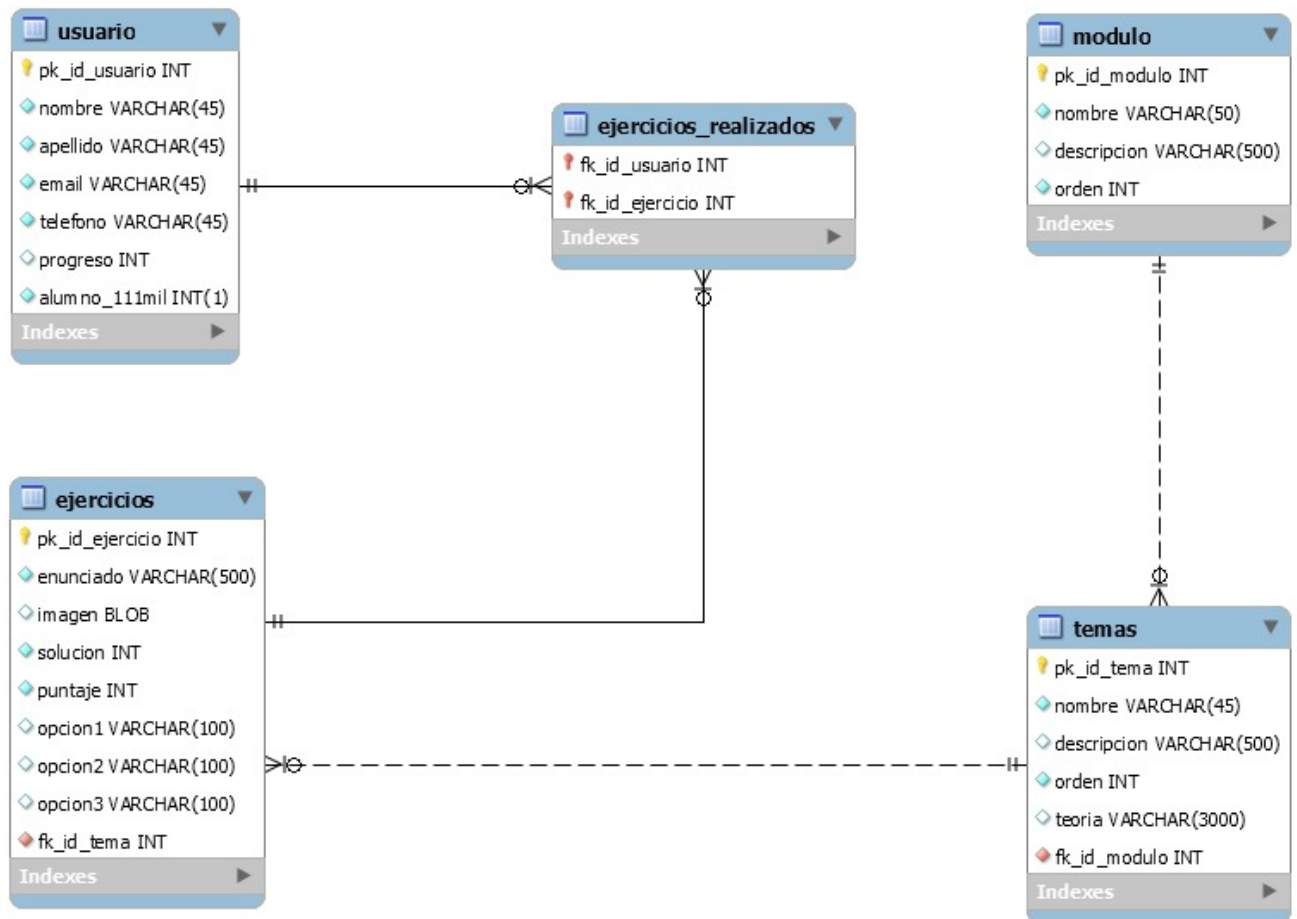 usuario
pk_id_usuario INT
nombre VARCHAR(45)
apellido VARCHAR(45)
email VARCHAR(45)
telefono VARCHAR(45)
progreso INT
alumno_111mil INT(1)
Indexes
ejercicios_realizados
fk_id_usuario INT
fk_id_ejercicio INT
Indexes
modulo
pk_id_modulo INT
nombre VARCHAR(50)
descripcion VARCHAR(500)
orden INT
Indexes
ejercicios
pk_id_ejercicio INT
enunciado VARCHAR(500)
imagen BLOB
solucion INT
puntaje INT
opcion1 VARCHAR(100)
opcion2 VARCHAR(100)
opcion3 VARCHAR(100)
fk_id_tema INT
Indexes
temas
pk_id_tema INT
nombre VARCHAR(45)
descripcion VARCHAR(500)
orden INT
teoria VARCHAR(3000)
fk_id_modulo INT
Indexes